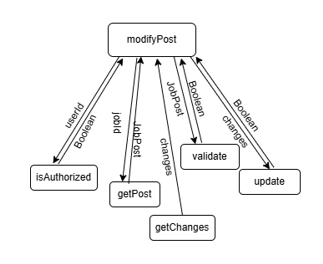 modifyPost
userId
Boolean
jobId
JobPost
changes
JobPost
Boolean
Boolean
changes
isAuthorized
getPost
getChanges
validate
update